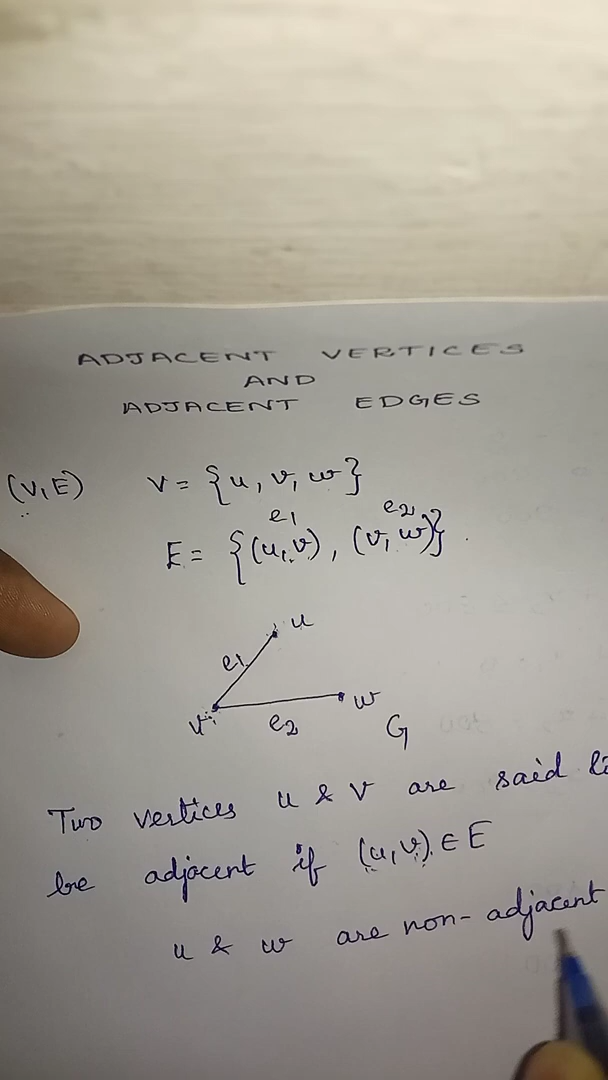 ADJACENT VERTICES
AND
ADJACENT EDGES
(V, E) V = {u, v, w}
e1 e2
E = {(u, v), (v, w)}.
u
e1
v w
e2 G
Two vertices u & v are said
be adjacent if (u, v) ∈ E
u & w are non-adjacent